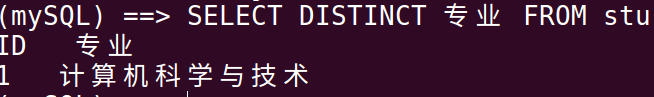 (mySQL) ==> SELECT DISTINCT 专业 FROM stu
ID 专业
1 计算机科学与技术